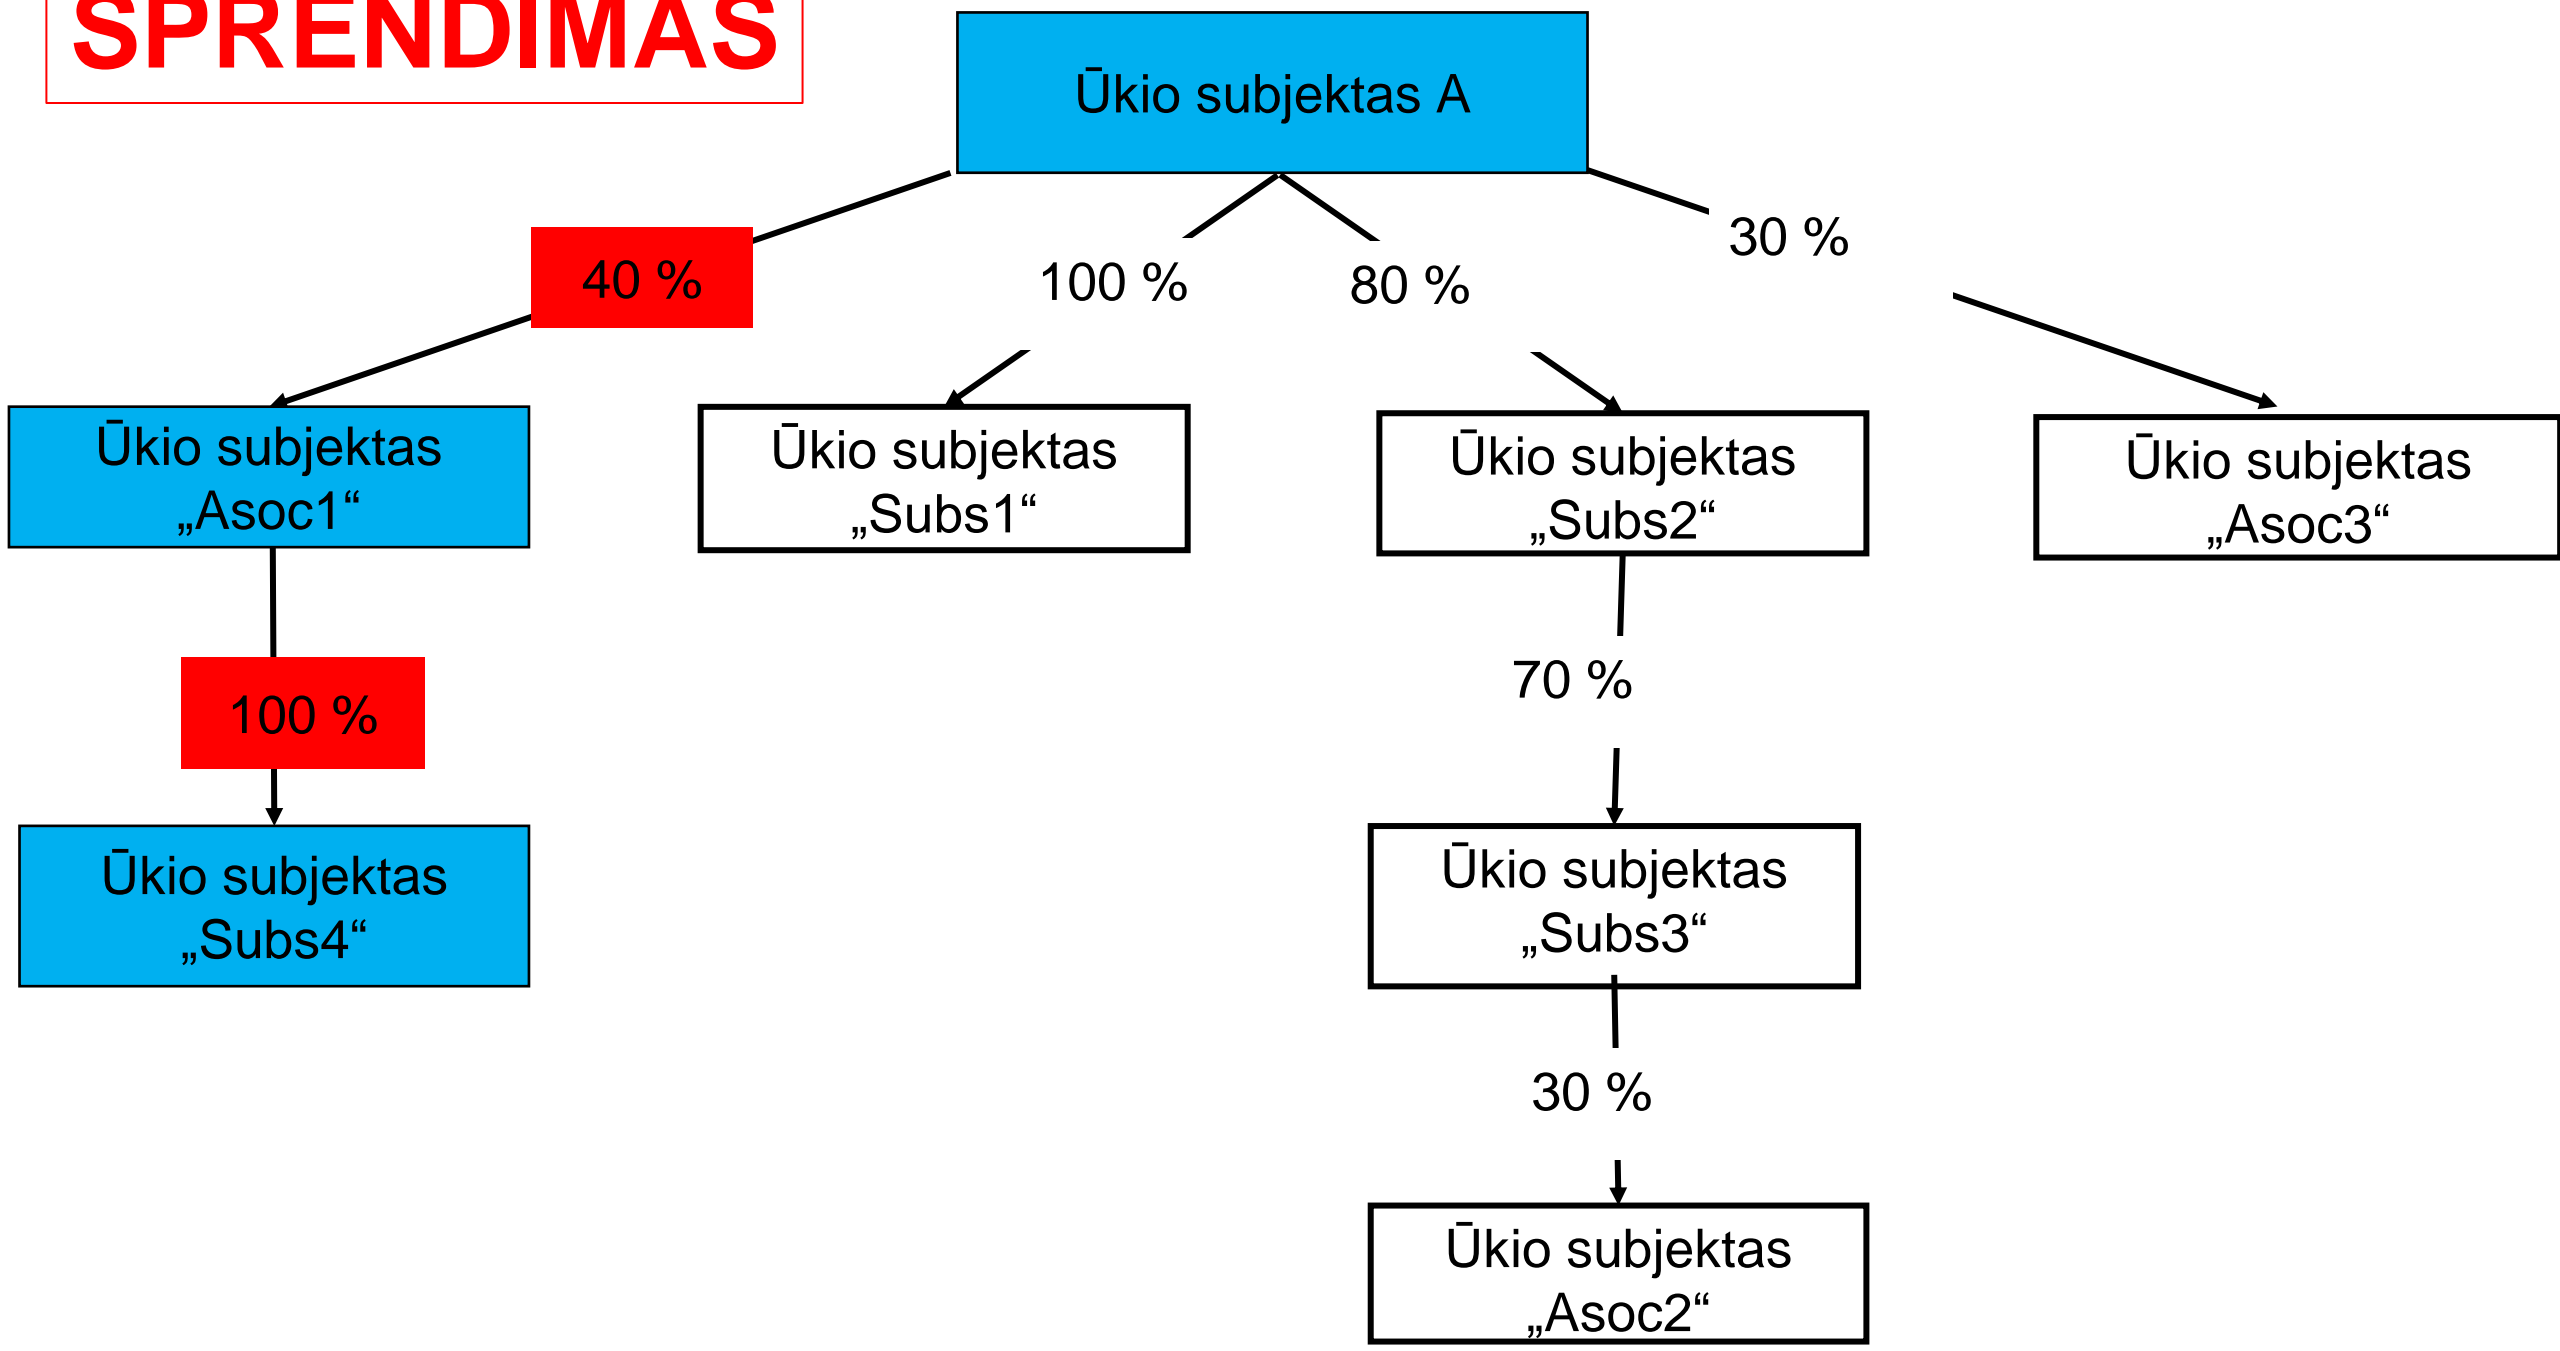 SPRENDIMAS
Ūkio subjektas A
40 %
100 %
80 %
30 %
Ūkio subjektas
„Asoc1“
Ūkio subjektas
„Subs1“
Ūkio subjektas
„Subs2“
Ūkio subjektas
„Asoc3“
100 %
70 %
Ūkio subjektas
„Subs4“
Ūkio subjektas
„Subs3“
30 %
Ūkio subjektas
„Asoc2“